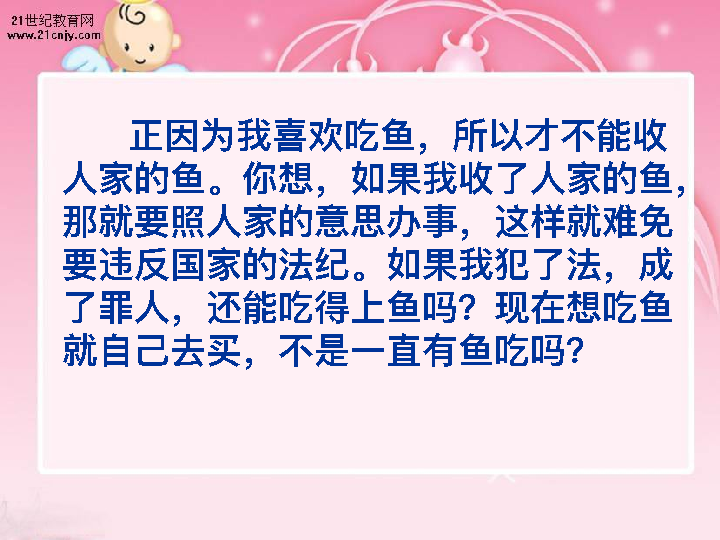 21世纪教育网
www.21cnjy.com
正因为我喜欢吃鱼，所以才不能收
人家的鱼。你想，如果我收了人家的鱼，
那就要照人家的意思办事，这样就难免
要违反国家的法纪。如果我犯了法，成
了罪人，还能吃得上鱼吗？现在想吃鱼
就自己去买，不是一直有鱼吃吗？